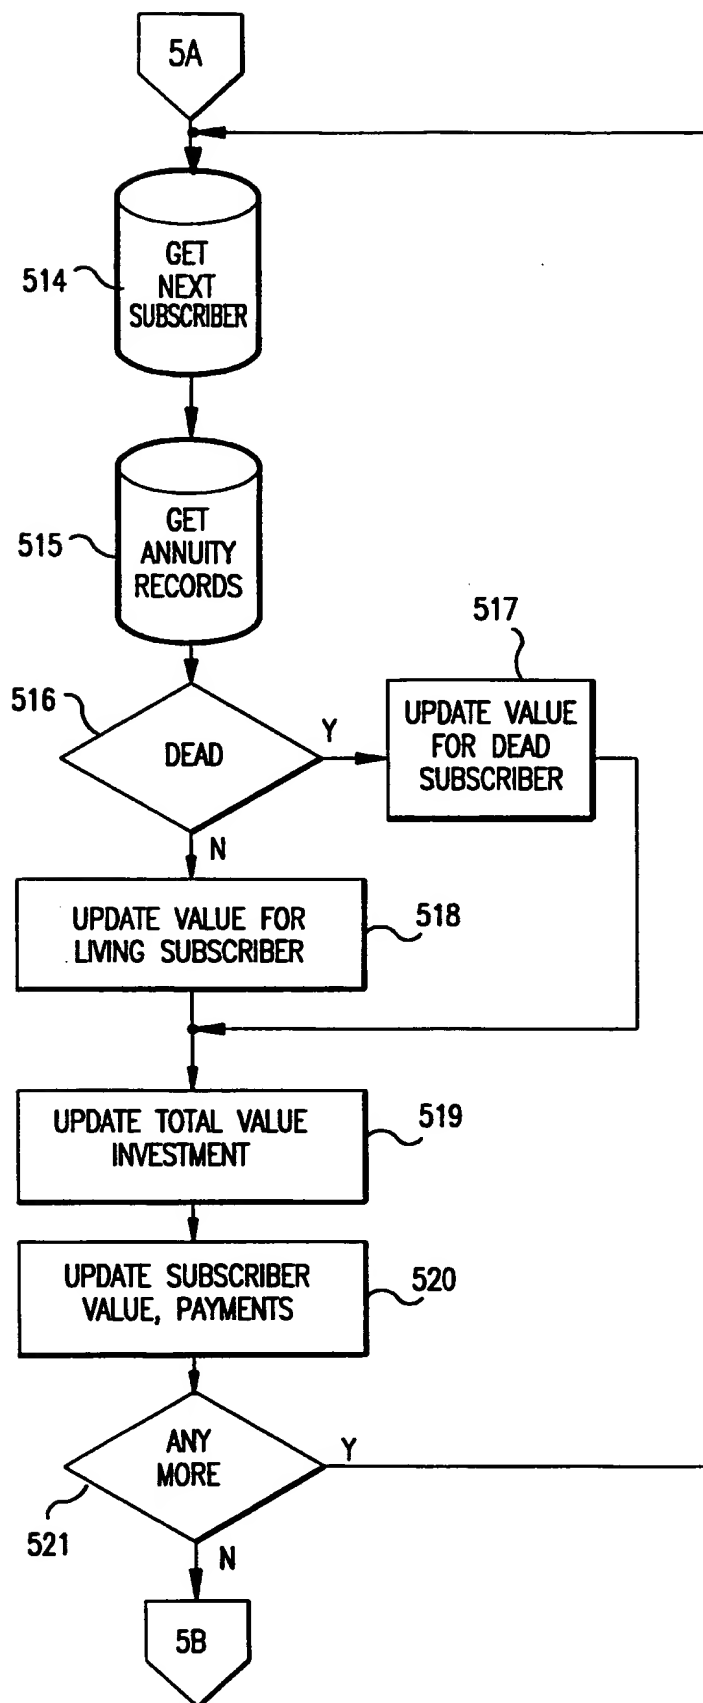 5A
GET
NEXT
SUBSCRIBER
514
GET
ANNUITY
RECORDS
515
516
DEAD
Y
N
517
UPDATE VALUE
FOR DEAD
SUBSCRIBER
UPDATE VALUE FOR
LIVING SUBSCRIBER
518
UPDATE TOTAL VALUE
INVESTMENT
519
UPDATE SUBSCRIBER
VALUE, PAYMENTS
520
ANY
MORE
Y
521
N
5B